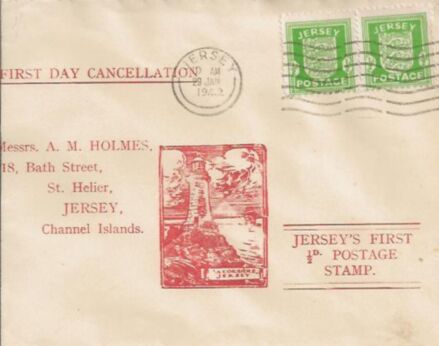 JERSEY
AM
29 JAN
1942
JERSEY
POSTAGE
JERSEY
POSTAGE
FIRST DAY CANCELLATION
Messrs. A. M. HOLMES,
18, Bath Street,
St. Helier,
JERSEY,
Channel Islands.
JERSEY
JERSEY'S FIRST
½D. POSTAGE
STAMP.